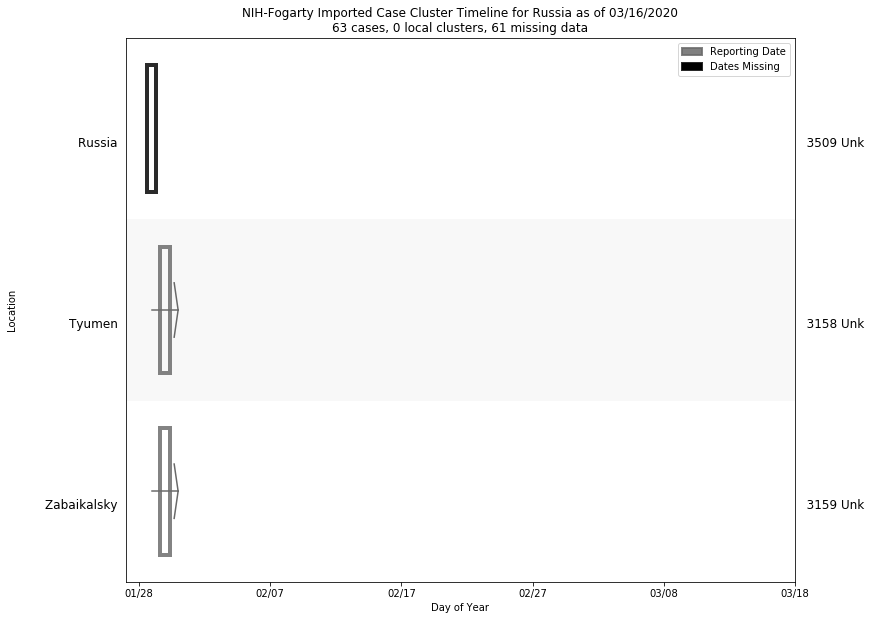 NIH-Fogarty Imported Case Cluster Timeline for Russia as of 03/16/2020
63 cases, 0 local clusters, 61 missing data
Reporting Date
Dates Missing
Russia
3509 Unk
Tyumen
3158 Unk
Location
Zabaikalsky
3159 Unk
01/28
02/07
02/17
02/27
03/08
03/18
Day of Year